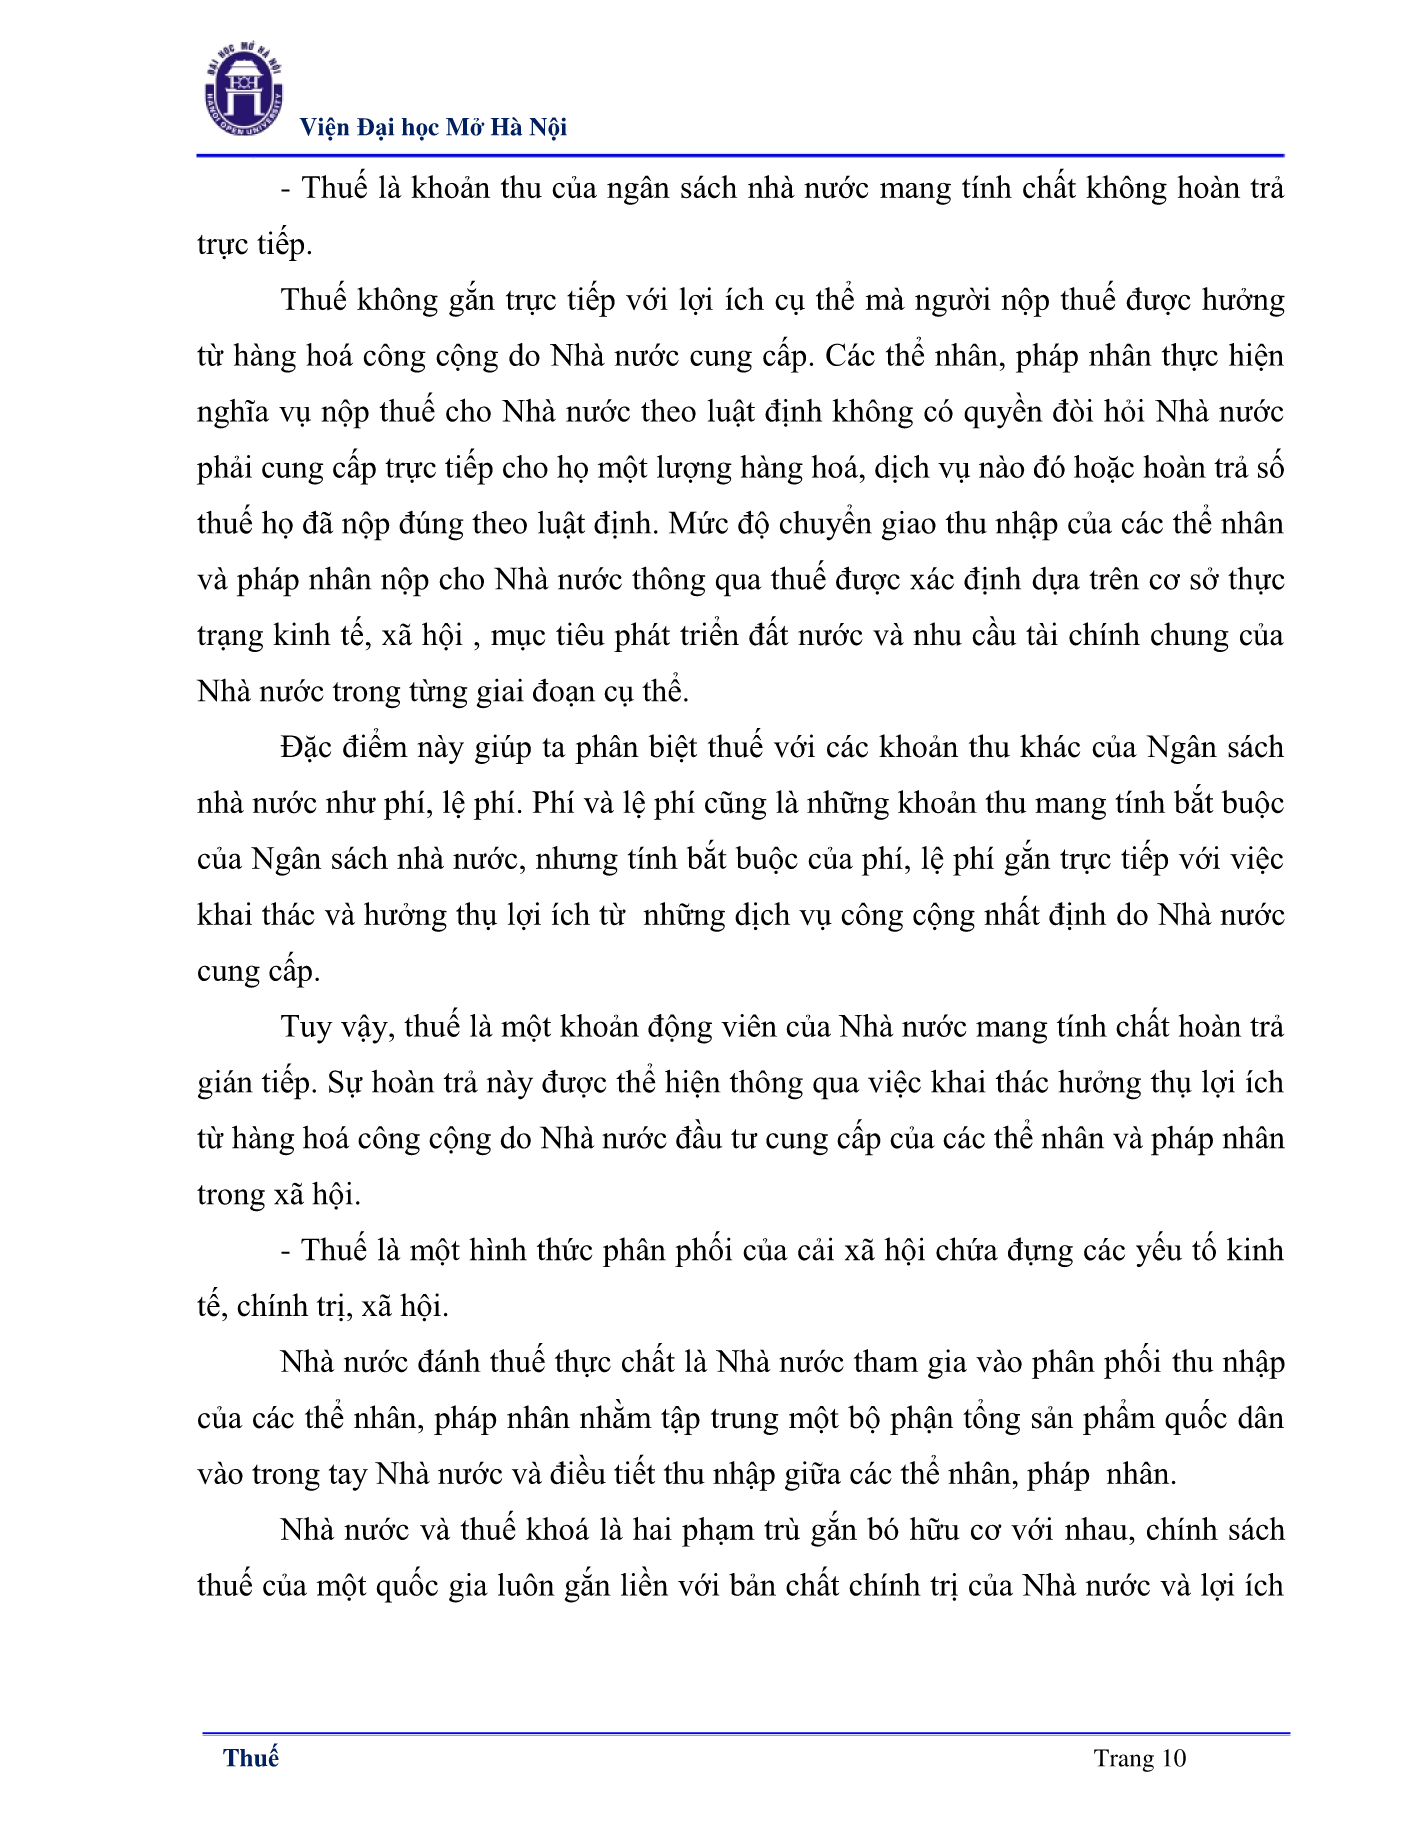 ĐẠI HỌC MỞ HÀ NỘI
HANOI OPEN UNIVERSITY
Viện Đại học Mở Hà Nội
- Thuế là khoản thu của ngân sách nhà nước mang tính chất không hoàn trả
trực tiếp.
Thuế không gắn trực tiếp với lợi ích cụ thể mà người nộp thuế được hưởng
từ hàng hoá công cộng do Nhà nước cung cấp. Các thể nhân, pháp nhân thực hiện
nghĩa vụ nộp thuế cho Nhà nước theo luật định không có quyền đòi hỏi Nhà nước
phải cung cấp trực tiếp cho họ một lượng hàng hoá, dịch vụ nào đó hoặc hoàn trả số
thuế họ đã nộp đúng theo luật định. Mức độ chuyển giao thu nhập của các thể nhân
và pháp nhân nộp cho Nhà nước thông qua thuế được xác định dựa trên cơ sở thực
trạng kinh tế, xã hội , mục tiêu phát triển đất nước và nhu cầu tài chính chung của
Nhà nước trong từng giai đoạn cụ thể.
Đặc điểm này giúp ta phân biệt thuế với các khoản thu khác của Ngân sách
nhà nước như phí, lệ phí. Phí và lệ phí cũng là những khoản thu mang tính bắt buộc
của Ngân sách nhà nước, nhưng tính bắt buộc của phí, lệ phí gắn trực tiếp với việc
khai thác và hưởng thụ lợi ích từ  những dịch vụ công cộng nhất định do Nhà nước
cung cấp.
Tuy vậy, thuế là một khoản động viên của Nhà nước mang tính chất hoàn trả
gián tiếp. Sự hoàn trả này được thể hiện thông qua việc khai thác hưởng thụ lợi ích
từ hàng hoá công cộng do Nhà nước đầu tư cung cấp của các thể nhân và pháp nhân
trong xã hội.
- Thuế là một hình thức phân phối của cải xã hội chứa đựng các yếu tố kinh
tế, chính trị, xã hội.
Nhà nước đánh thuế thực chất là Nhà nước tham gia vào phân phối thu nhập
của các thể nhân, pháp nhân nhằm tập trung một bộ phận tổng sản phẩm quốc dân
vào trong tay Nhà nước và điều tiết thu nhập giữa các thể nhân, pháp  nhân.
Nhà nước và thuế khoá là hai phạm trù gắn bó hữu cơ với nhau, chính sách
thuế của một quốc gia luôn gắn liền với bản chất chính trị của Nhà nước và lợi ích
Thuế
Trang 10